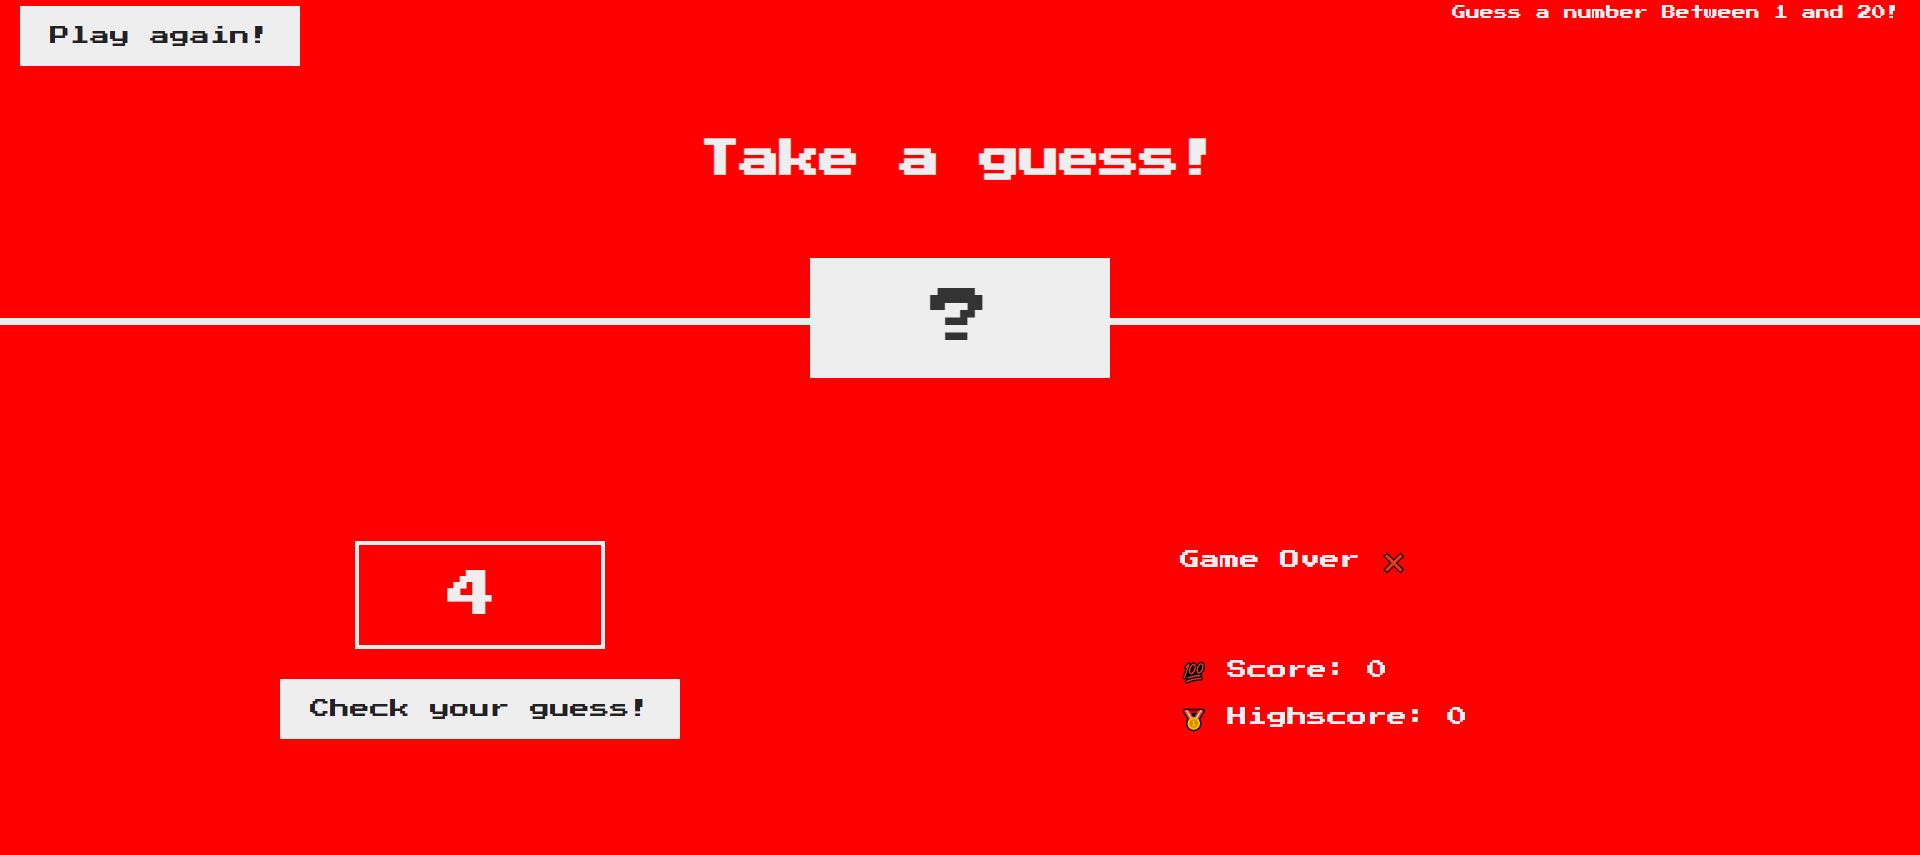 Play again!
Guess a number Between 1 and 20!
Take a guess!
?
4
Check your guess!
Game Over ❌
💯 Score: 0
🏅 Highscore: 0